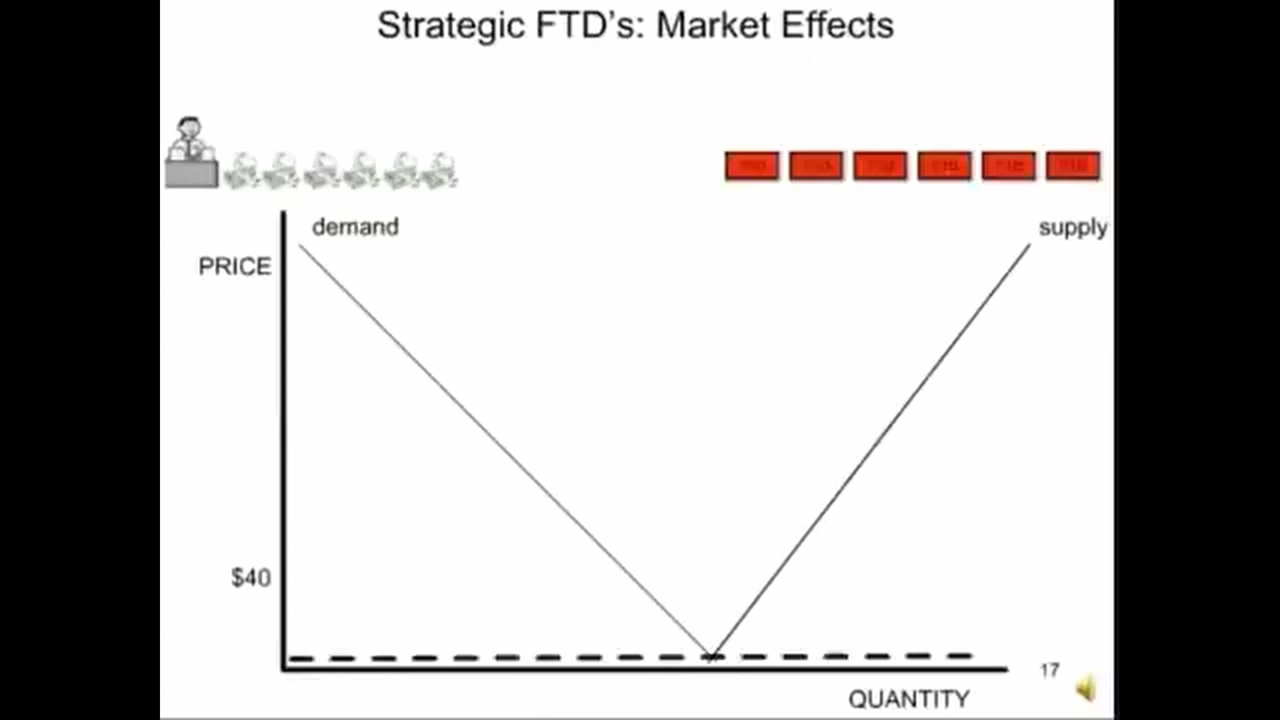 Strategic FTD's: Market Effects
demand
supply
PRICE
$40
17
QUANTITY